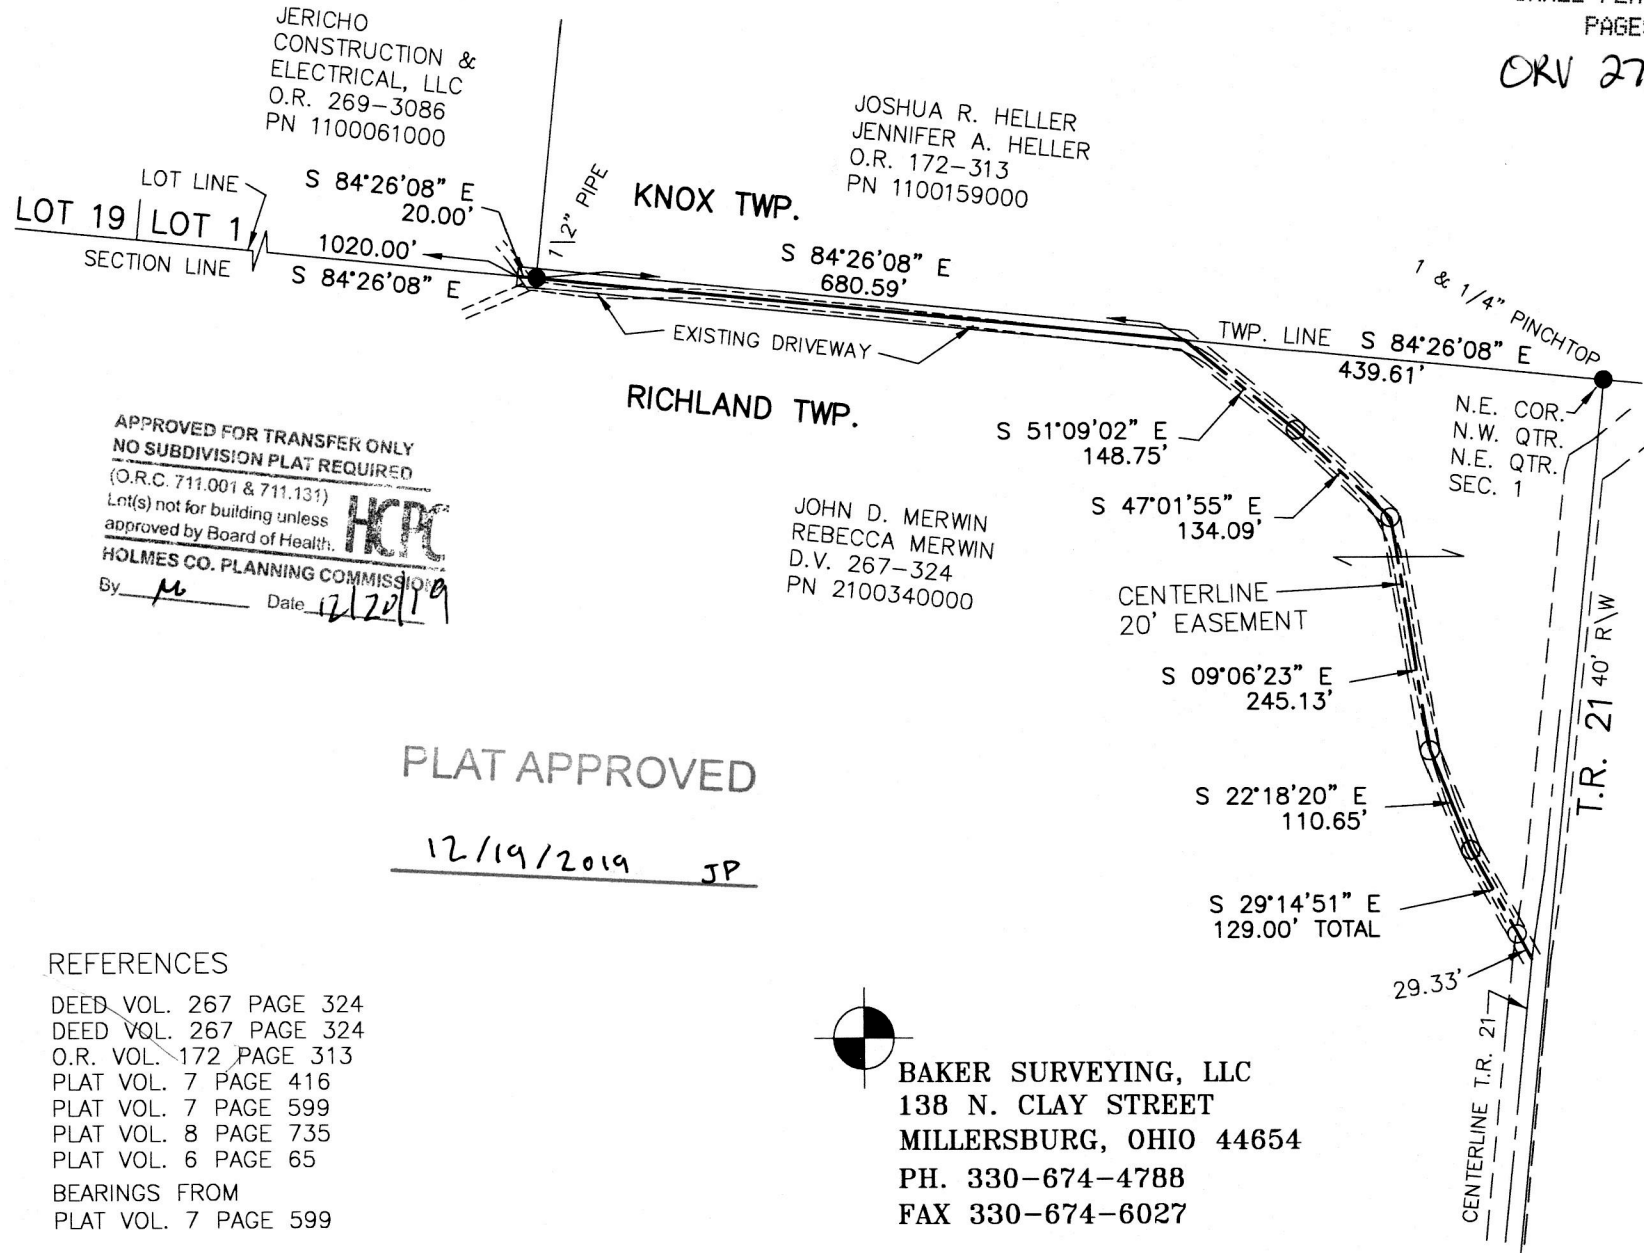 PAGES
ORV 27
JERICHO
CONSTRUCTION &
ELECTRICAL, LLC
O.R. 269-3086
PN 1100061000
JOSHUA R. HELLER
JENNIFER A. HELLER
O.R. 172-313
PN 1100159000
LOT LINE
LOT 19 LOT 1
SECTION LINE
S 84°26'08" E
20.00'
1020.00'
S 84°26'08" E
1\2" PIPE
KNOX TWP.
S 84°26'08" E
680.59'
EXISTING DRIVEWAY
RICHLAND TWP.
TWP. LINE S 84°26'08" E
439.61'
1 & 1/4" PINCHTOP
N.E. COR.
N.W. QTR.
N.E. QTR.
SEC. 1
S 51°09'02" E
148.75'
S 47°01'55" E
134.09'
APPROVED FOR TRANSFER ONLY
NO SUBDIVISION PLAT REQUIRED
(O.R.C. 711.001 & 711.131)
Lot(s) not for building unless
approved by Board of Health.
HCPC
HOLMES CO. PLANNING COMMISSION
By Date 12/20/19
JOHN D. MERWIN
REBECCA MERWIN
D.V. 267-324
PN 2100340000
CENTERLINE
20' EASEMENT
S 09°06'23" E
245.13'
T.R. 21 40' R\W
S 22°18'20" E
110.65'
S 29°14'51" E
129.00' TOTAL
29.33'
CENTERLINE T.R. 21
PLAT APPROVED
12/19/2019 JP
REFERENCES
DEED VOL. 267 PAGE 324
DEED VOL. 267 PAGE 324
O.R. VOL. 172 PAGE 313
PLAT VOL. 7 PAGE 416
PLAT VOL. 7 PAGE 599
PLAT VOL. 8 PAGE 735
PLAT VOL. 6 PAGE 65
BEARINGS FROM
PLAT VOL. 7 PAGE 599
BAKER SURVEYING, LLC
138 N. CLAY STREET
MILLERSBURG, OHIO 44654
PH. 330-674-4788
FAX 330-674-6027